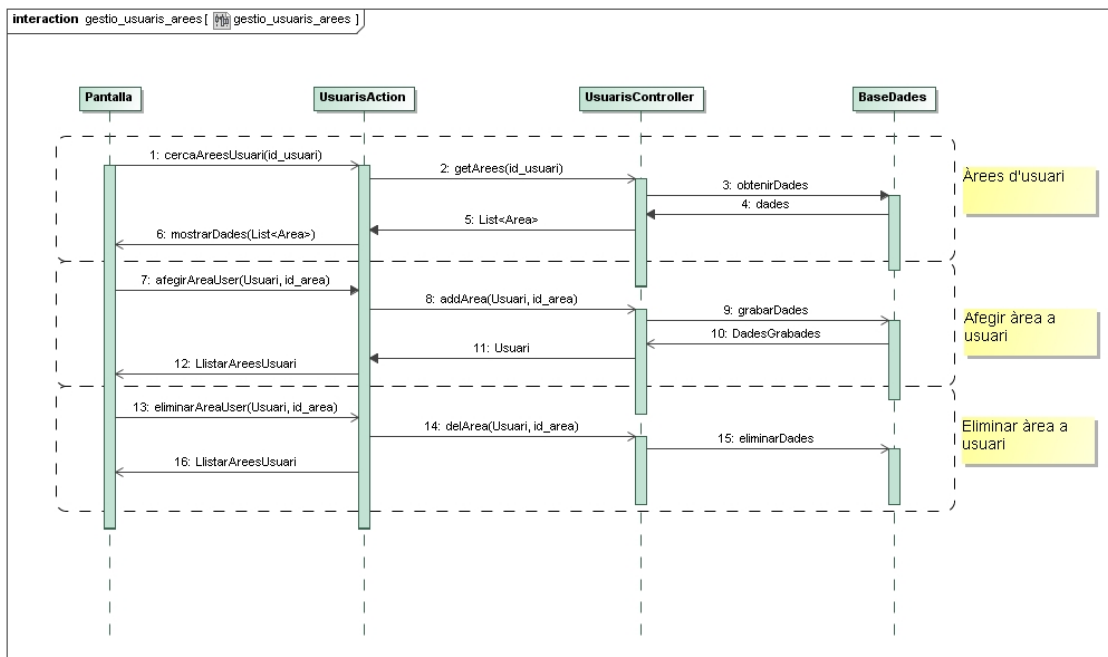 interaction gestio_usuaris_arees [ gestio_usuaris_arees ]
Pantalla
UsuarisAction
UsuarisController
BaseDades
1: cercaAreesUsuari(id_usuari)
2: getArees(id_usuari)
3: obtenirDades
4: dades
5: List<Area>
6: mostrarDades(List<Area>)
Àrees d'usuari
7: afegirAreaUser(Usuari, id_area)
8: addArea(Usuari, id_area)
9: grabarDades
10: DadesGrabades
11: Usuari
12: LlistarAreesUsuari
Afegir àrea a
usuari
13: eliminarAreaUser(Usuari, id_area)
14: delArea(Usuari, id_area)
15: eliminarDades
16: LlistarAreesUsuari
Eliminar àrea a
usuari